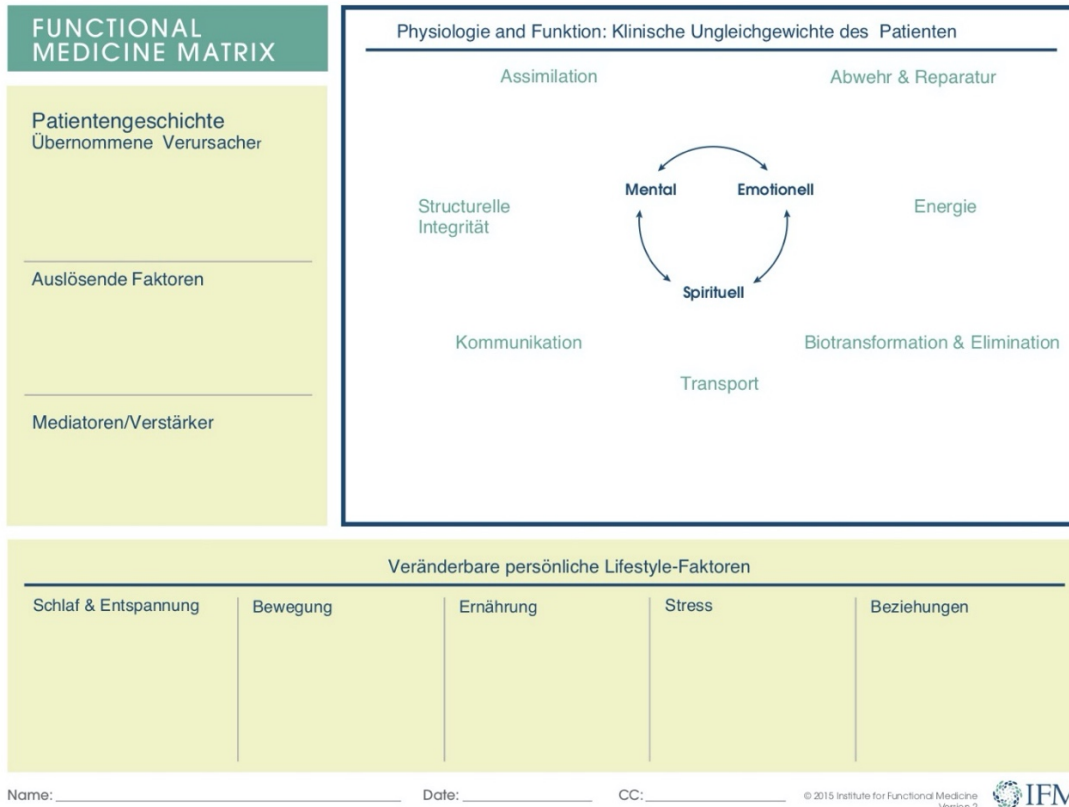 FUNCTIONAL
MEDICINE MATRIX
Patientengeschichte
Übernommene Verursacher
Auslösende Faktoren
Mediatoren/Verstärker
Physiologie and Funktion: Klinische Ungleichgewichte des Patienten
Assimilation
Abwehr & Reparatur
Mental
Emotionell
Structurelle
Integrität
Energie
Spirituell
Kommunikation
Biotransformation & Elimination
Transport
Veränderbare persönliche Lifestyle-Faktoren
Schlaf & Entspannung
Bewegung
Ernährung
Stress
Beziehungen
Name:
Date:
CC:
© 2015 Institute for Functional Medicine
Version 2
IFM